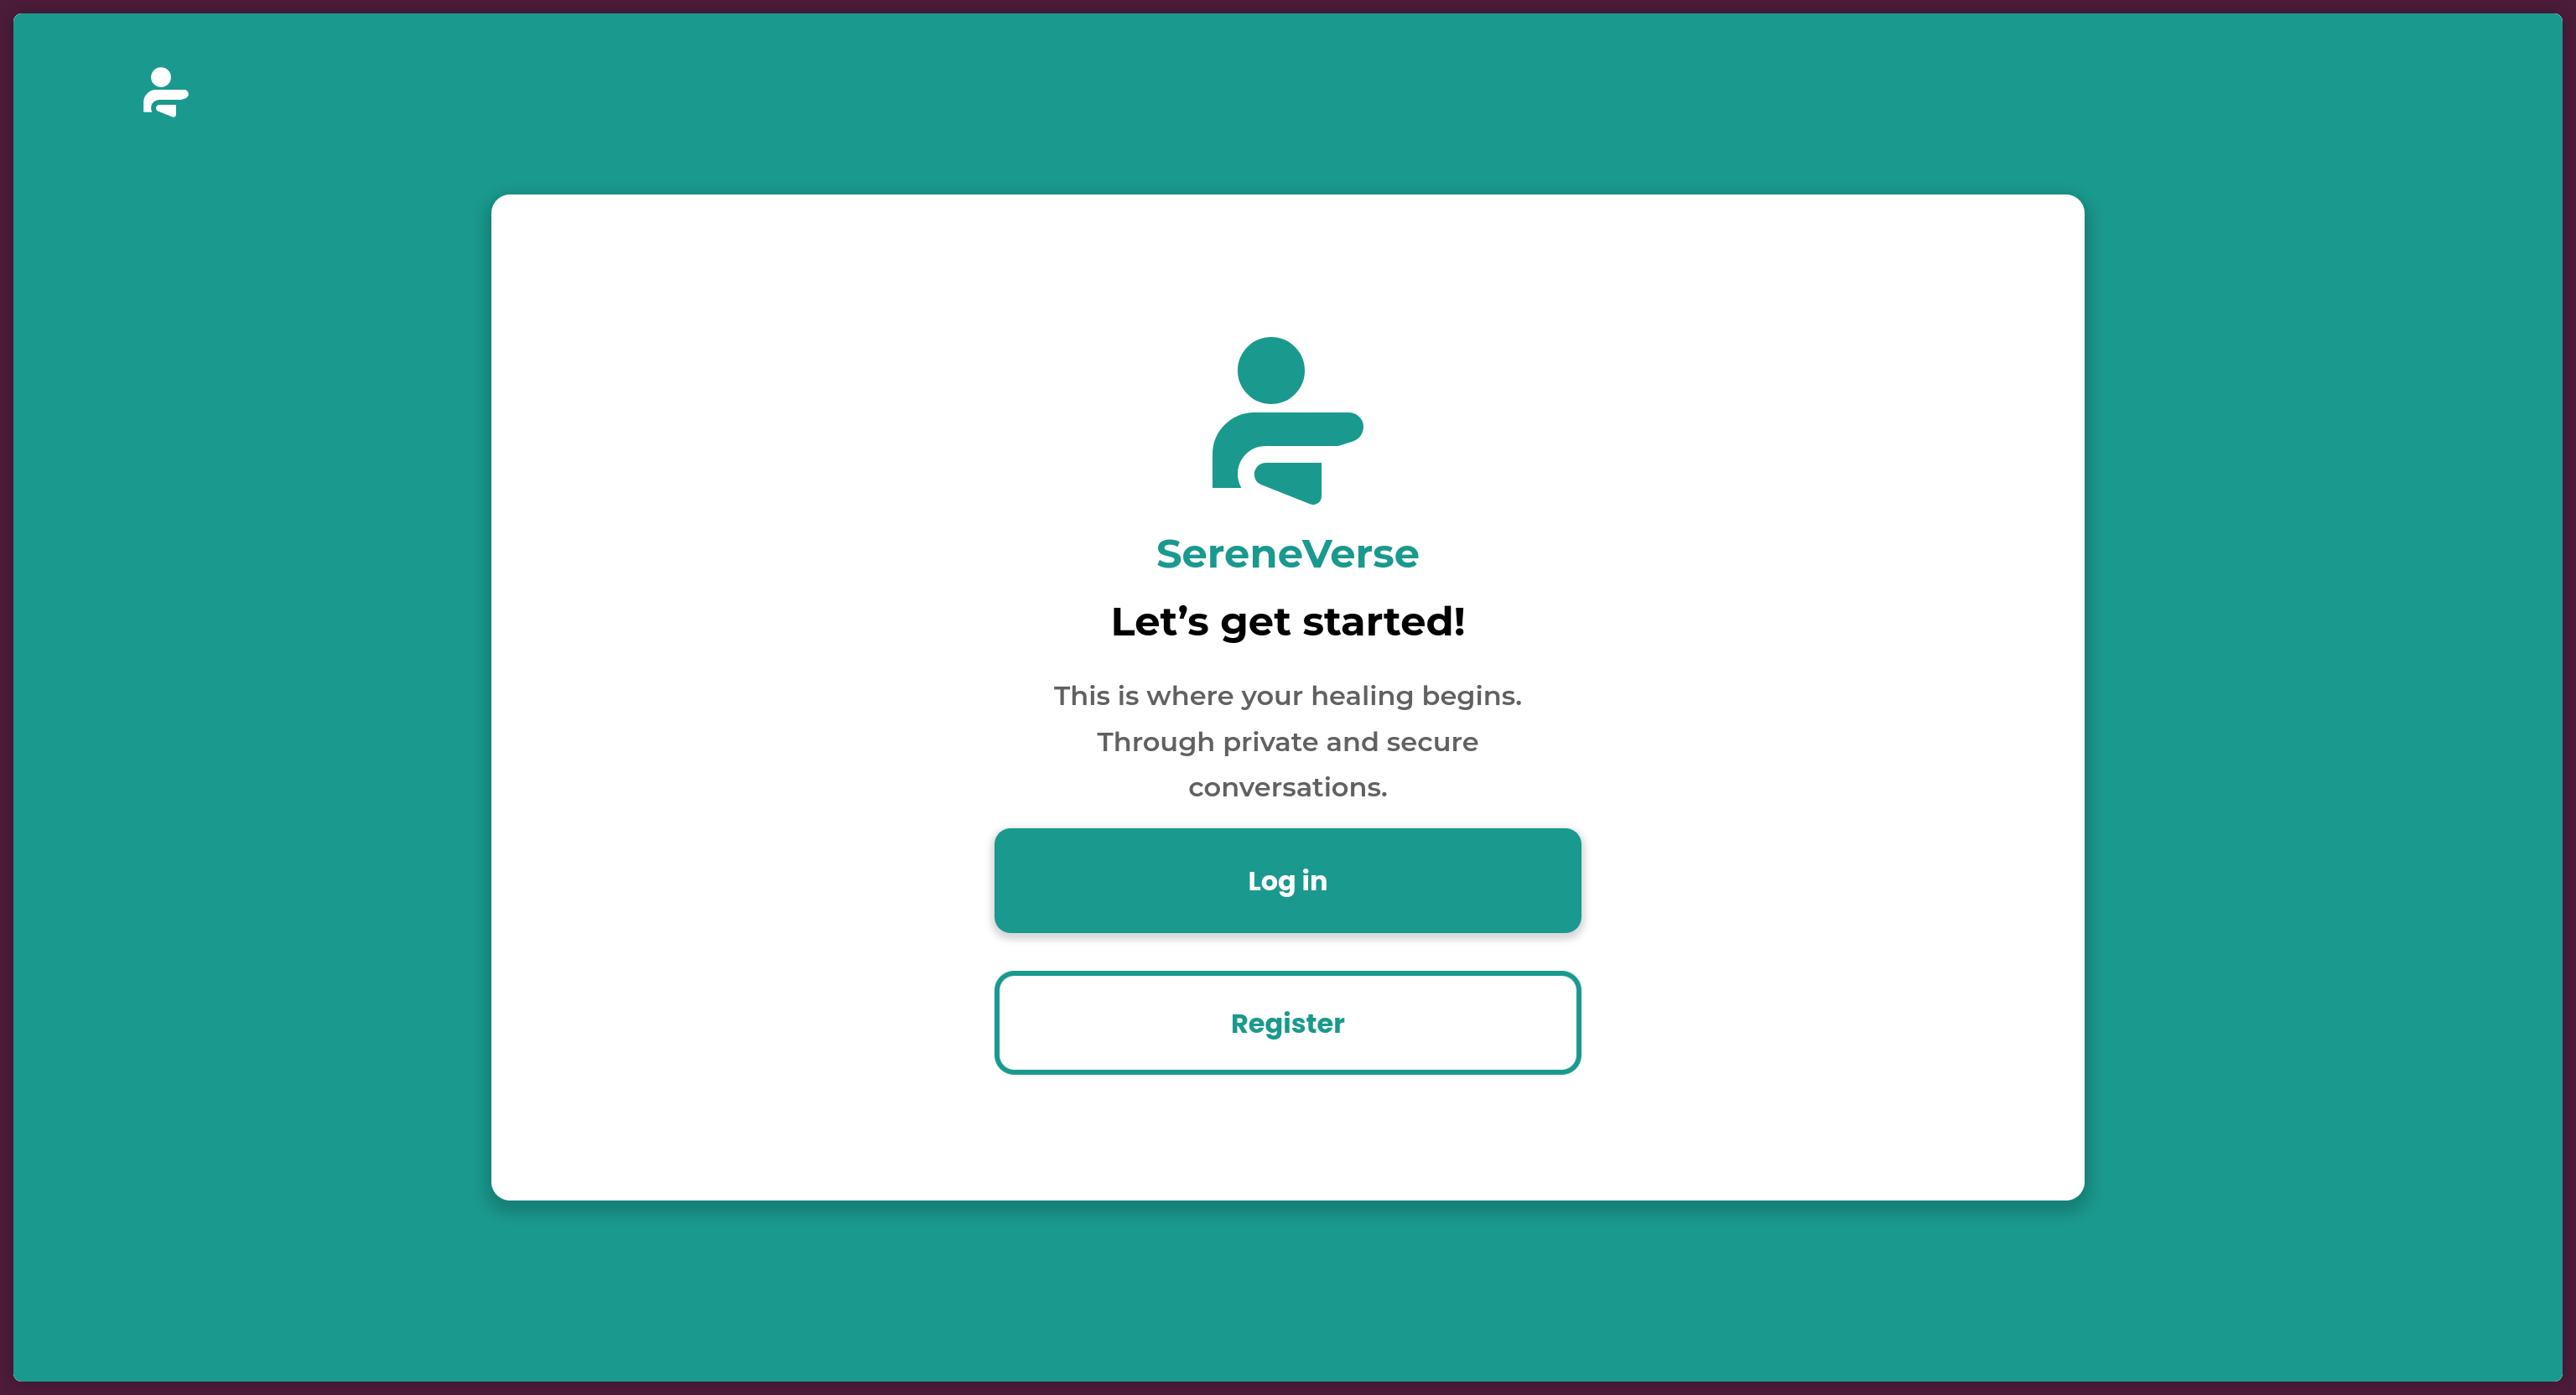 SereneVerse
Let’s get started!
This is where your healing begins.
Through private and secure
conversations.
Log in
Register